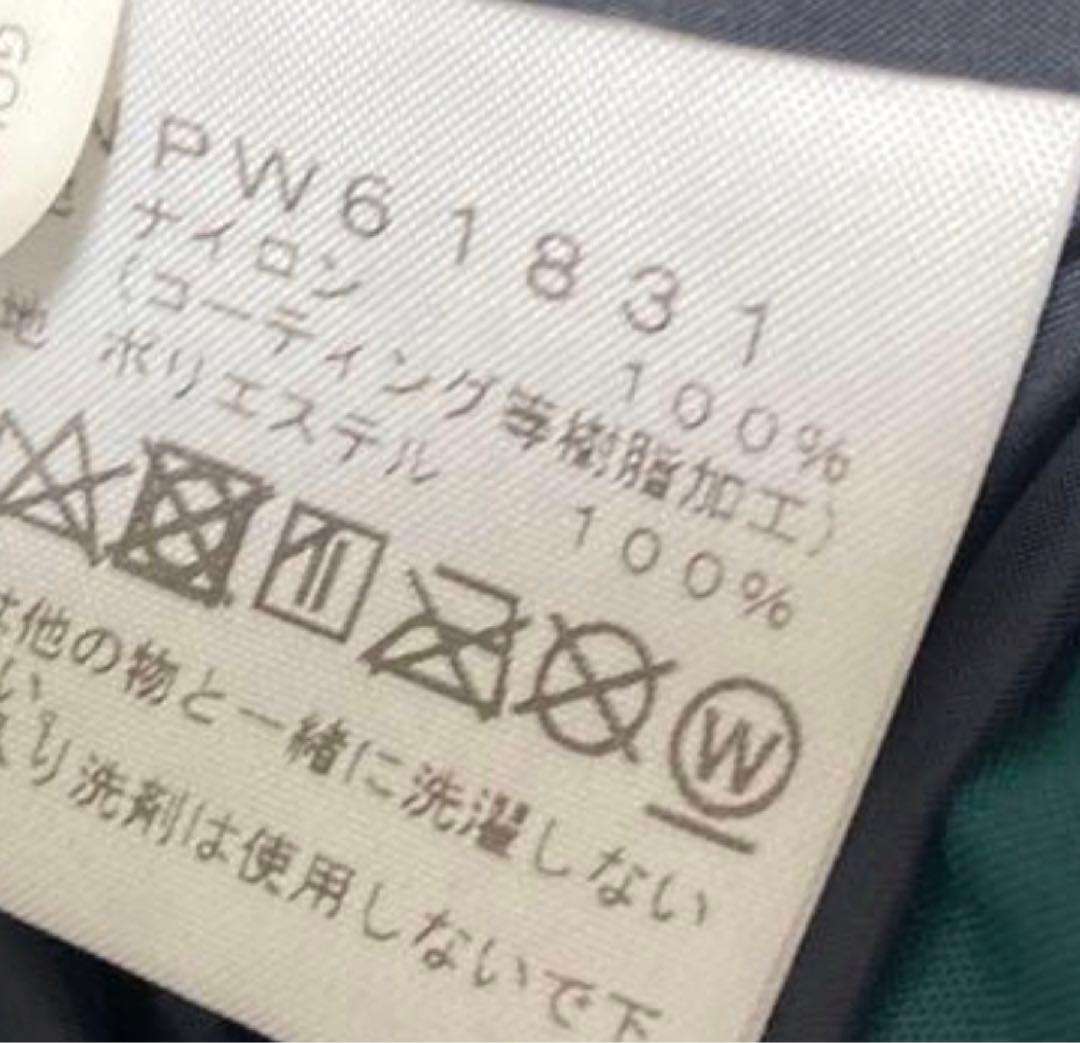 PW61831
ナイロン 100%
(コーティング等樹脂加工)
地 ポリエステル 100%
W
は他の物と一緒に洗濯しない
い
り洗剤は使用しないで下